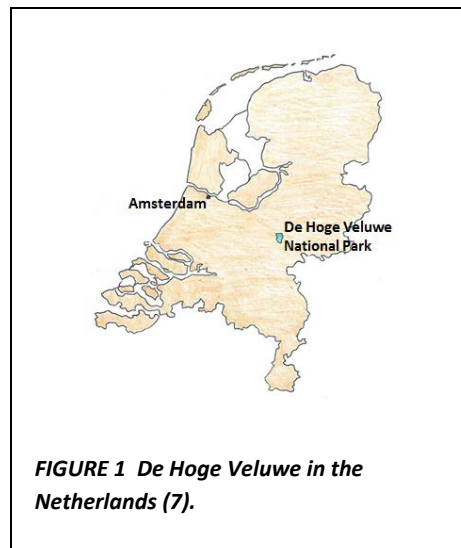 Amsterdam
De Hoge Veluwe
National Park
FIGURE 1 De Hoge Veluwe in the
Netherlands (7).